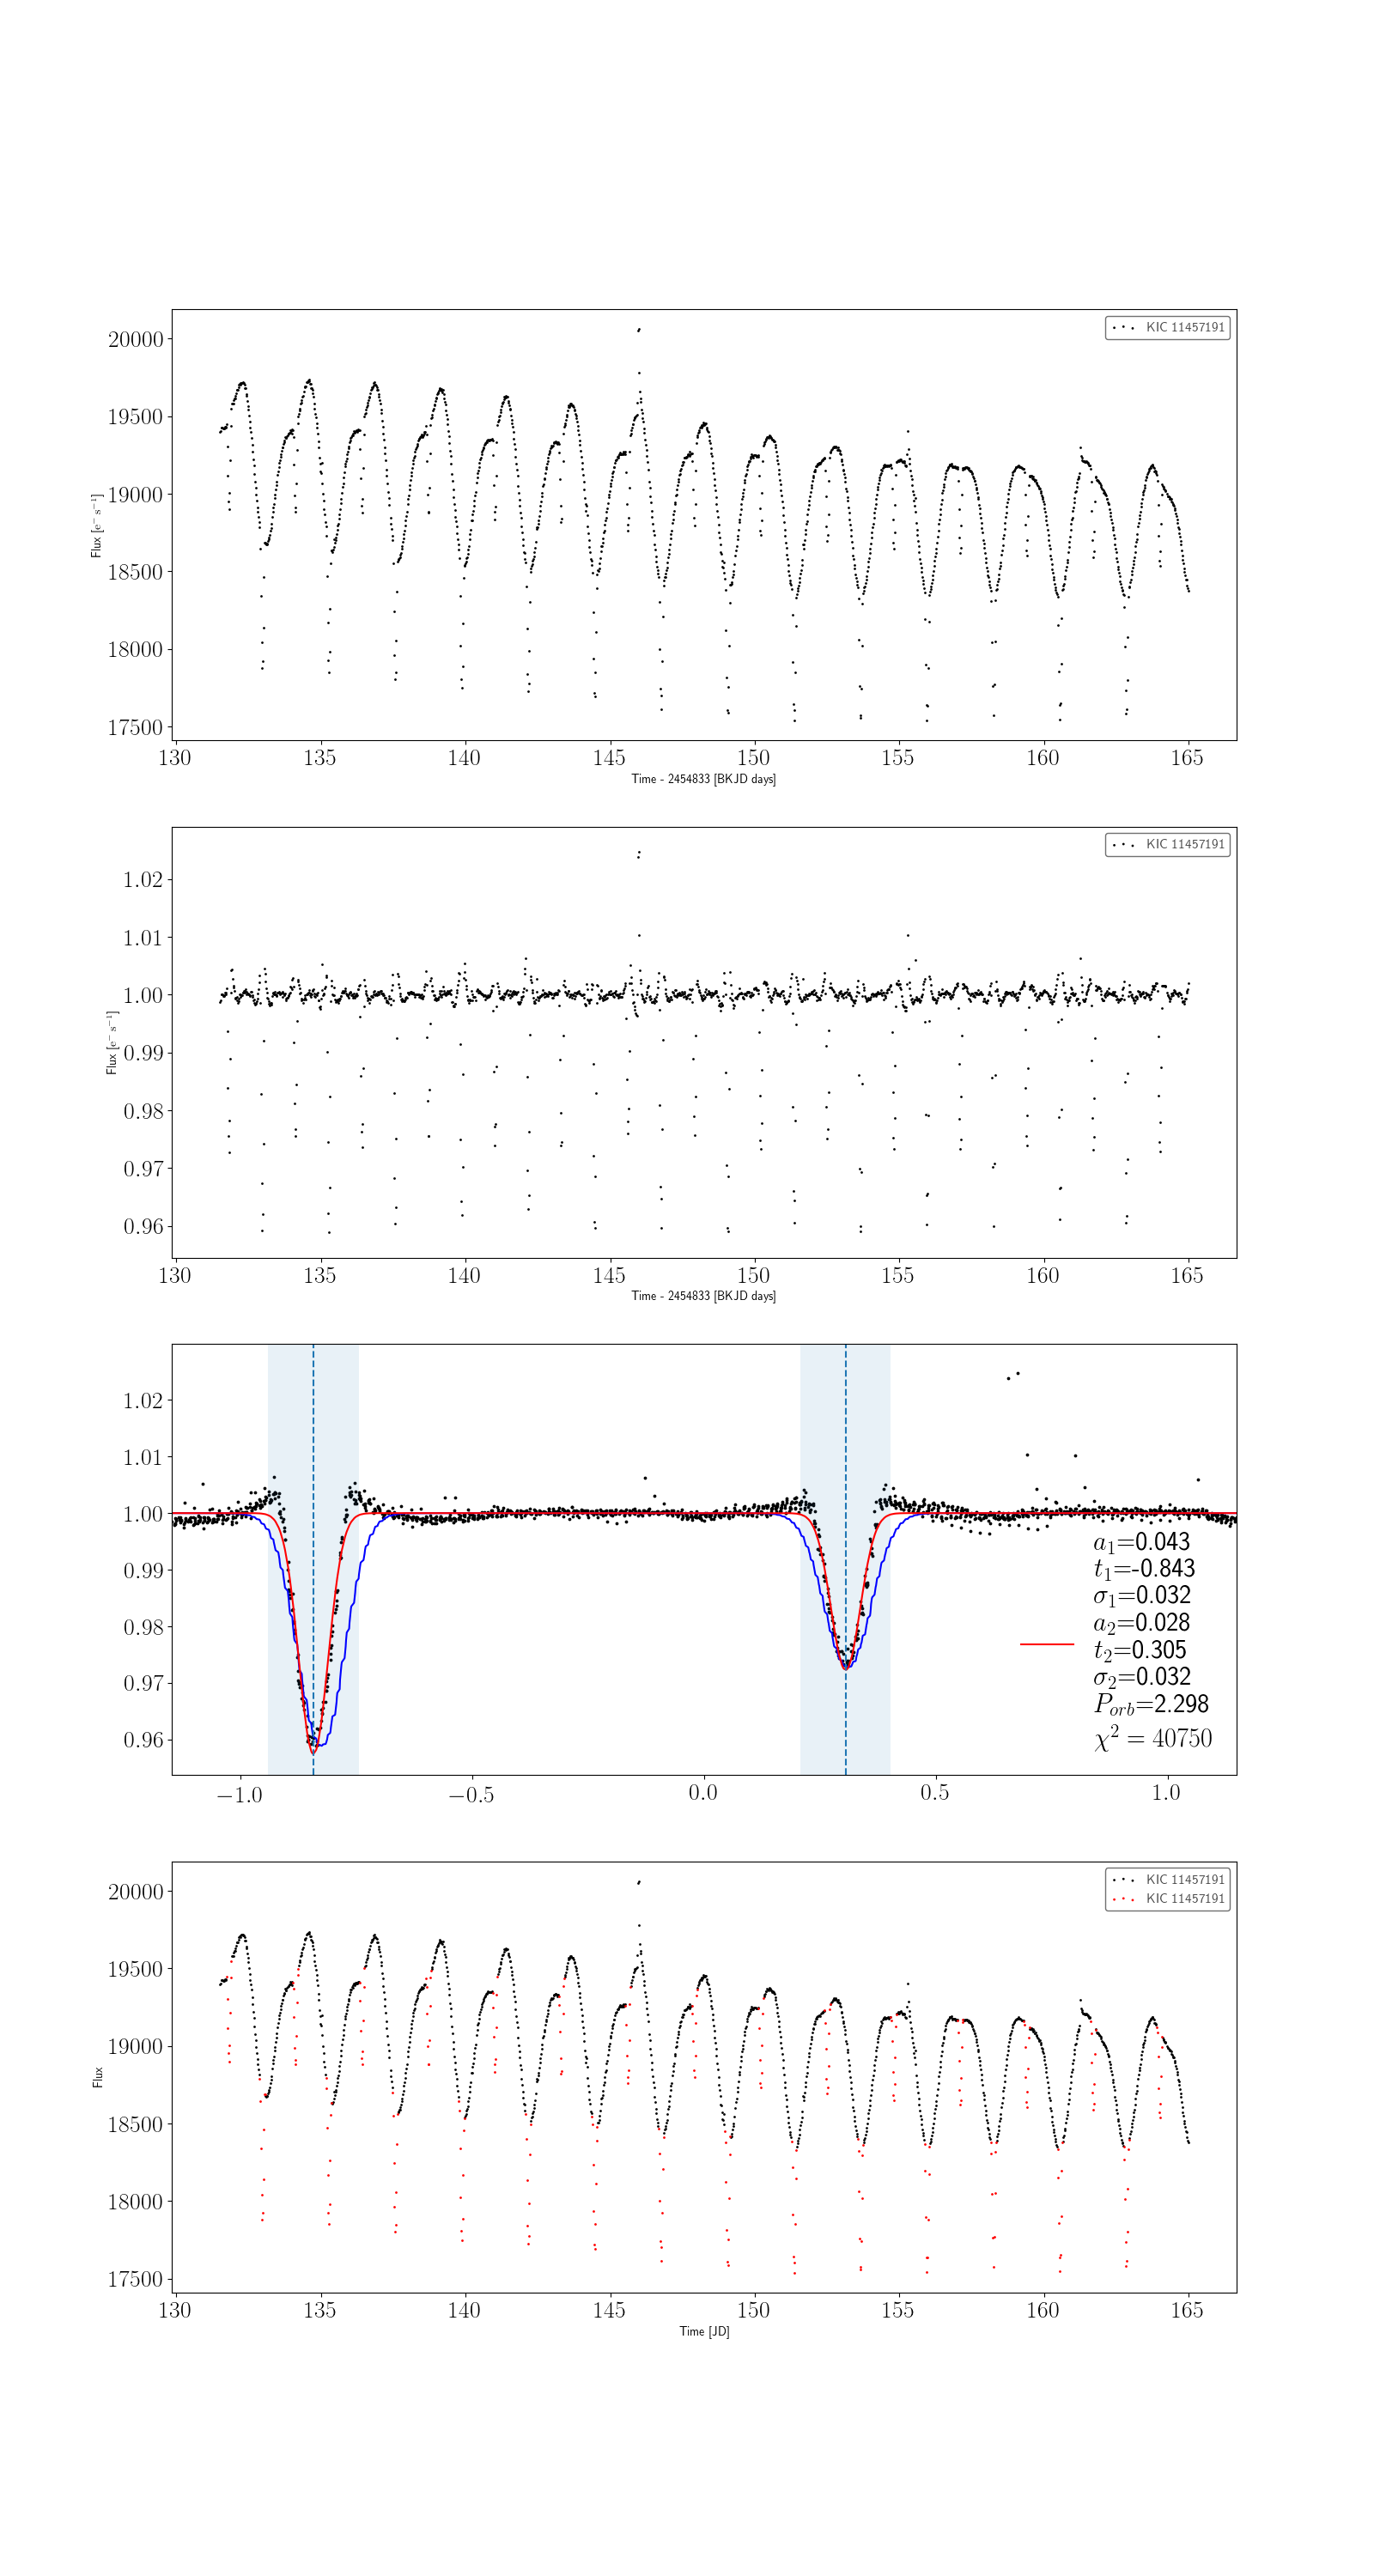 KIC 11457191
20000
19500
19000
18500
18000
17500
Flux [e⁻ s⁻¹]
130 135 140 145 150 155 160 165
Time - 2454833 [BKJD days]
KIC 11457191
1.02
1.01
1.00
0.99
0.98
0.97
0.96
Flux [e⁻ s⁻¹]
130 135 140 145 150 155 160 165
Time - 2454833 [BKJD days]
1.02
1.01
1.00
0.99
0.98
0.97
0.96
a₁=0.043
t₁=-0.843
σ₁=0.032
a₂=0.028
t₂=0.305
σ₂=0.032
P_orb=2.298
χ² = 40750
−1.0 −0.5 0.0 0.5 1.0
KIC 11457191
KIC 11457191
20000
19500
19000
18500
18000
17500
Flux
130 135 140 145 150 155 160 165
Time [JD]